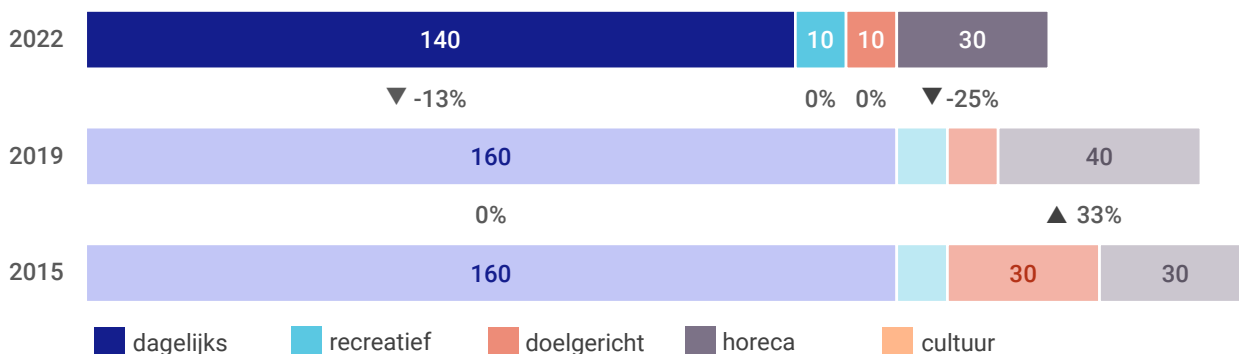 2022 140 10 10 30
▼ -13% 0% 0% ▼ -25%
2019 160 40
0% ▲ 33%
2015 160 30 30
dagelijks recreatief doelgericht horeca cultuur